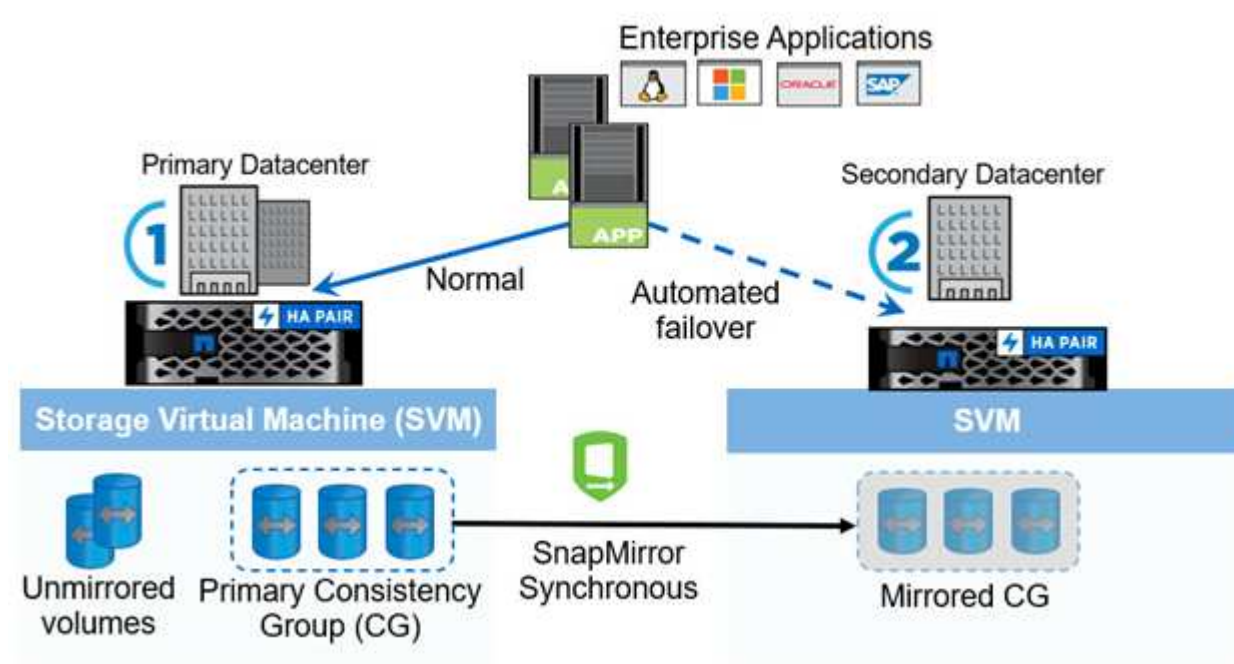 Enterprise Applications
ORACLE
SAP
A
APP
Primary Datacenter
1
Normal
Automated
failover
Secondary Datacenter
2
HA PAIR
HA PAIR
Storage Virtual Machine (SVM)
SVM
Unmirrored
volumes
Primary Consistency
Group (CG)
SnapMirror
Synchronous
Mirrored CG